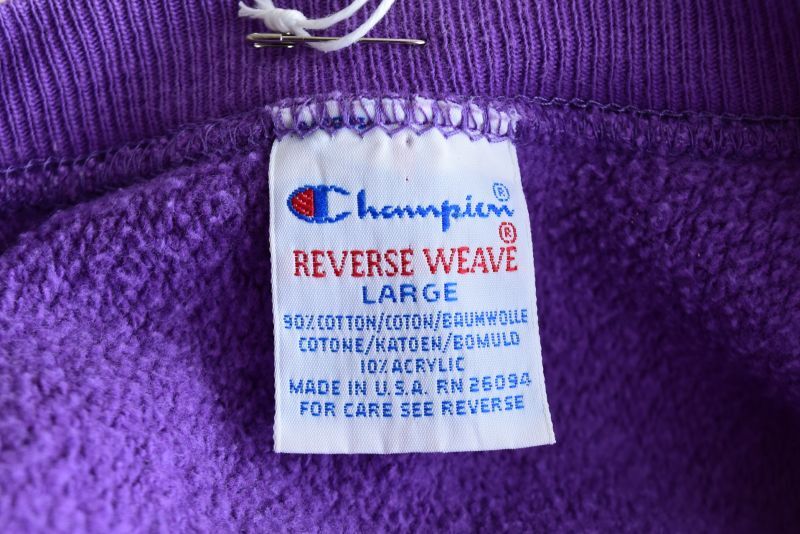 Champion®
REVERSE WEAVE®
LARGE
90% COTTON/COTON/BAUMWOLLE
COTONE/KATOEN/BOMULD
10% ACRYLIC
MADE IN U.S.A. RN 26094
FOR CARE SEE REVERSE